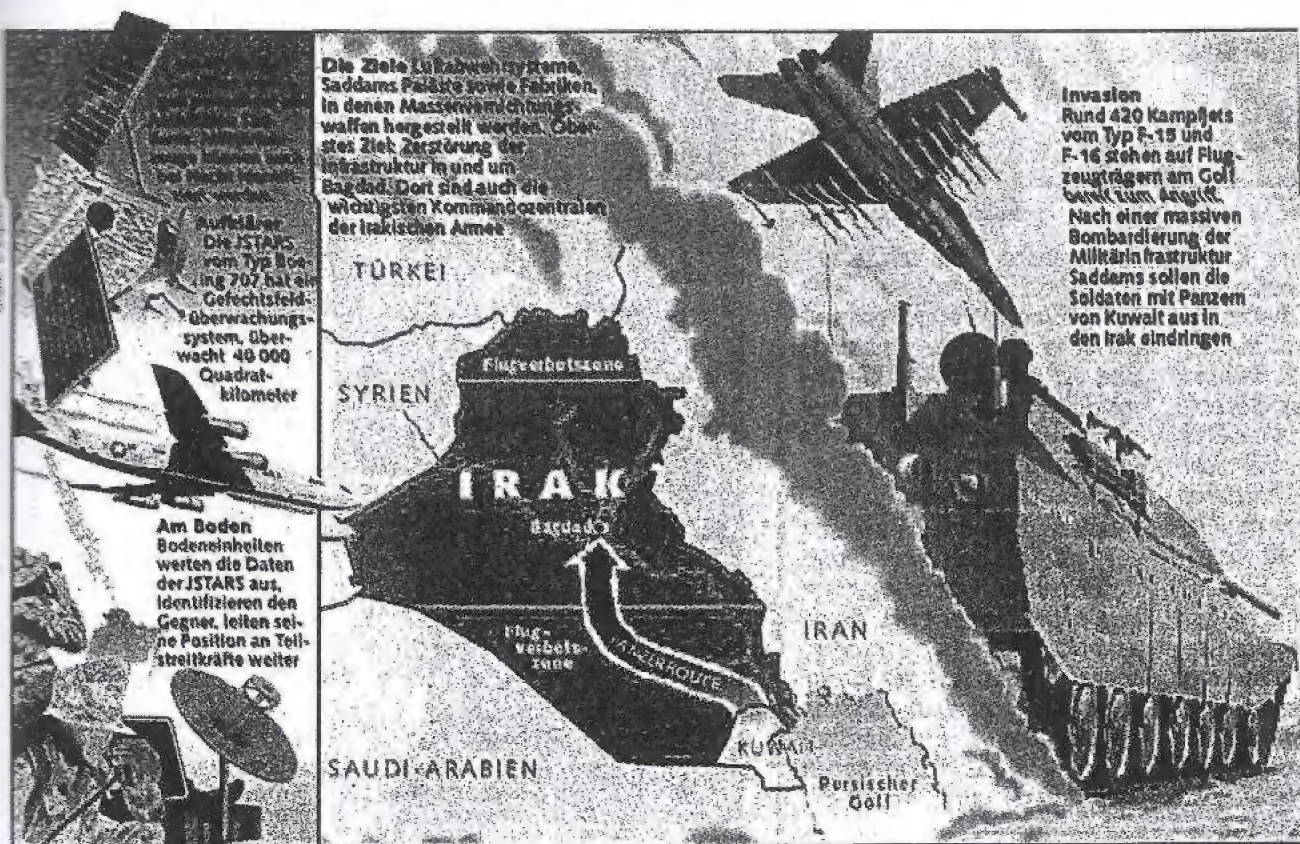 Aufklärer
Die JSTARS
vom Typ Boe-
ing 707 hat ein
Gefechtsfeld-
überwachungs-
system, über-
wacht 40 000
Quadrat-
kilometer
Am Boden
Bodeneinheiten
werten die Daten
der JSTARS aus,
identifizieren den
Gegner, leiten sei-
ne Position an Teil-
streitkräfte weiter
Die Ziele Luftabwehrsysteme,
Saddams Paläste sowie Fabriken,
in denen Massenvernichtungs-
waffen hergestellt werden. Ober-
stes Ziel: Zerstörung der
Infrastruktur in und um
Bagdad. Dort sind auch die
wichtigsten Kommandozentralen
der irakischen Armee
TÜRKEI
Flugverbotszone
SYRIEN
IRAK
Bagdad
IRAN
Flug-
verbots-
zone
PANZERROUTE
KUWAIT
SAUDI-ARABIEN
Persischer
Golf
Invasion
Rund 420 Kampfjets
vom Typ F-15 und
F-16 stehen auf Flug-
zeugträgern am Golf
bereit zum Angriff.
Nach einer massiven
Bombardierung der
Militärinfrastruktur
Saddams sollen die
Soldaten mit Panzern
von Kuwait aus in
den Irak eindringen